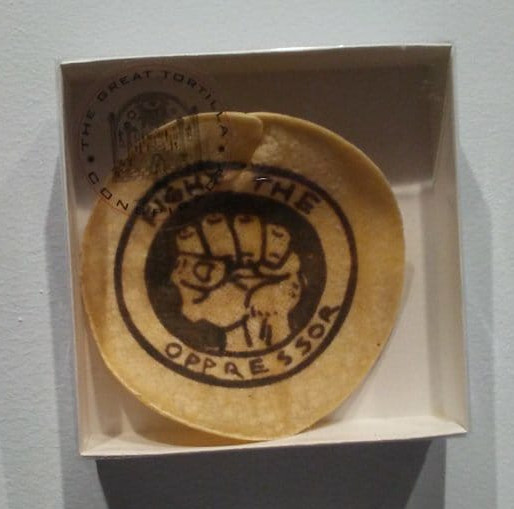 THE GREAT TORTILLA
FIGHT THE
OPPRESSOR